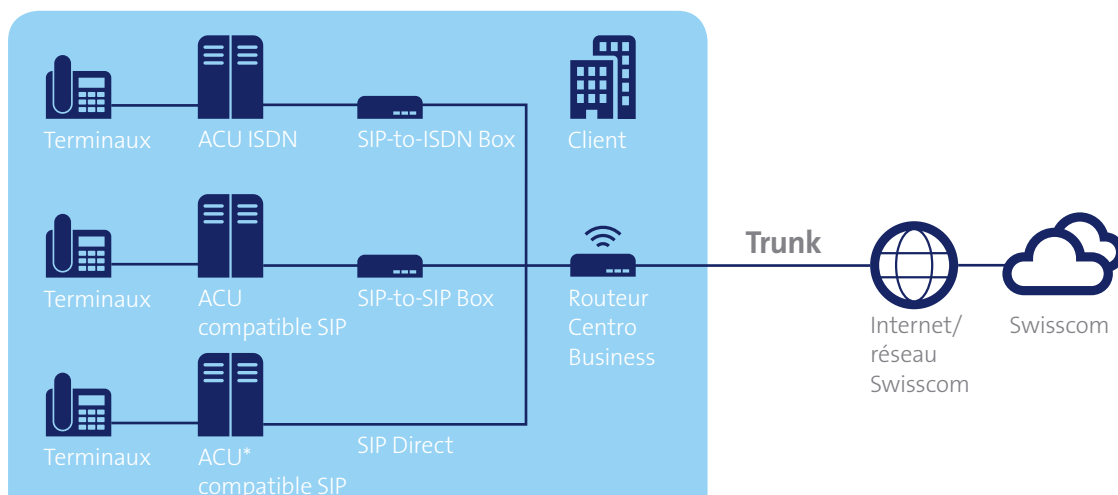 Terminaux
ACU ISDN
SIP-to-ISDN Box
Client
Trunk
Terminaux
ACU
compatible SIP
SIP-to-SIP Box
Routeur
Centro
Business
Internet/
réseau
Swisscom
Swisscom
Terminaux
ACU*
compatible SIP
SIP Direct